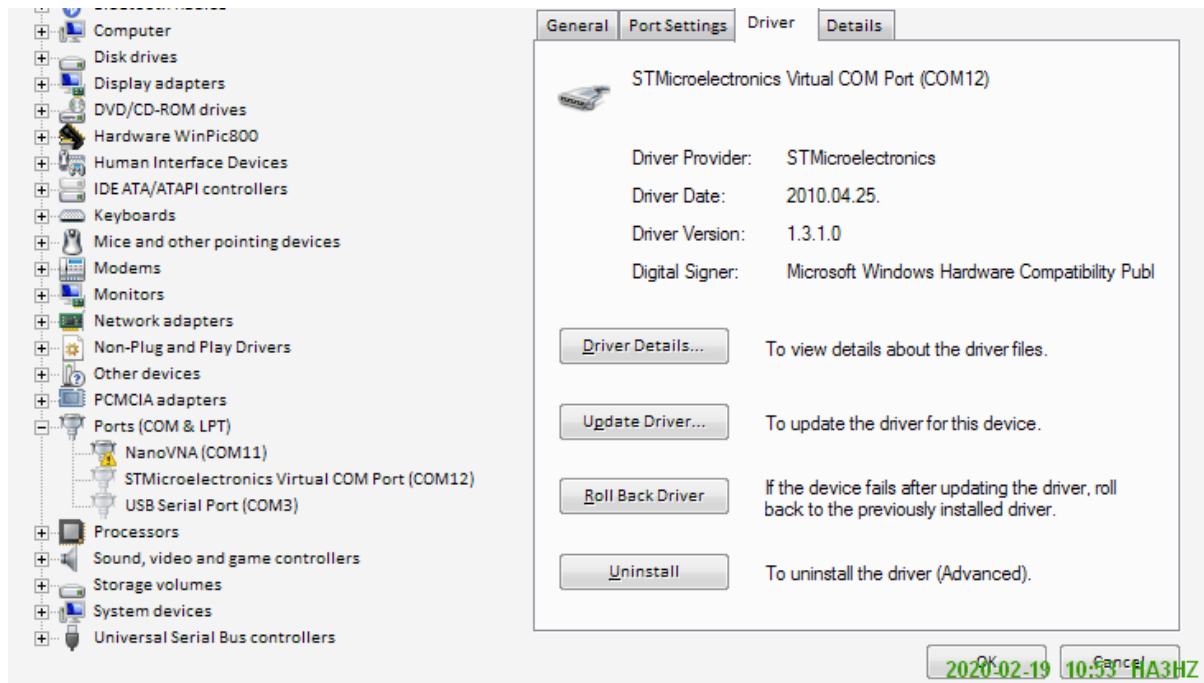 Computer
Disk drives
Display adapters
DVD/CD-ROM drives
Hardware WinPic800
Human Interface Devices
IDE ATA/ATAPI controllers
Keyboards
Mice and other pointing devices
Modems
Monitors
Network adapters
Non-Plug and Play Drivers
Other devices
PCMCIA adapters
Ports (COM & LPT)
NanoVNA (COM11)
STMicroelectronics Virtual COM Port (COM12)
USB Serial Port (COM3)
Processors
Sound, video and game controllers
Storage volumes
System devices
Universal Serial Bus controllers
General Port Settings Driver Details
STMicroelectronics Virtual COM Port (COM12)
Driver Provider: STMicroelectronics
Driver Date: 2010.04.25.
Driver Version: 1.3.1.0
Digital Signer: Microsoft Windows Hardware Compatibility Publ
Driver Details... To view details about the driver files.
Update Driver... To update the driver for this device.
Roll Back Driver If the device fails after updating the driver, roll
back to the previously installed driver.
Uninstall To uninstall the driver (Advanced).
OK Cancel
2020-02-19 10:53 HA3HZ